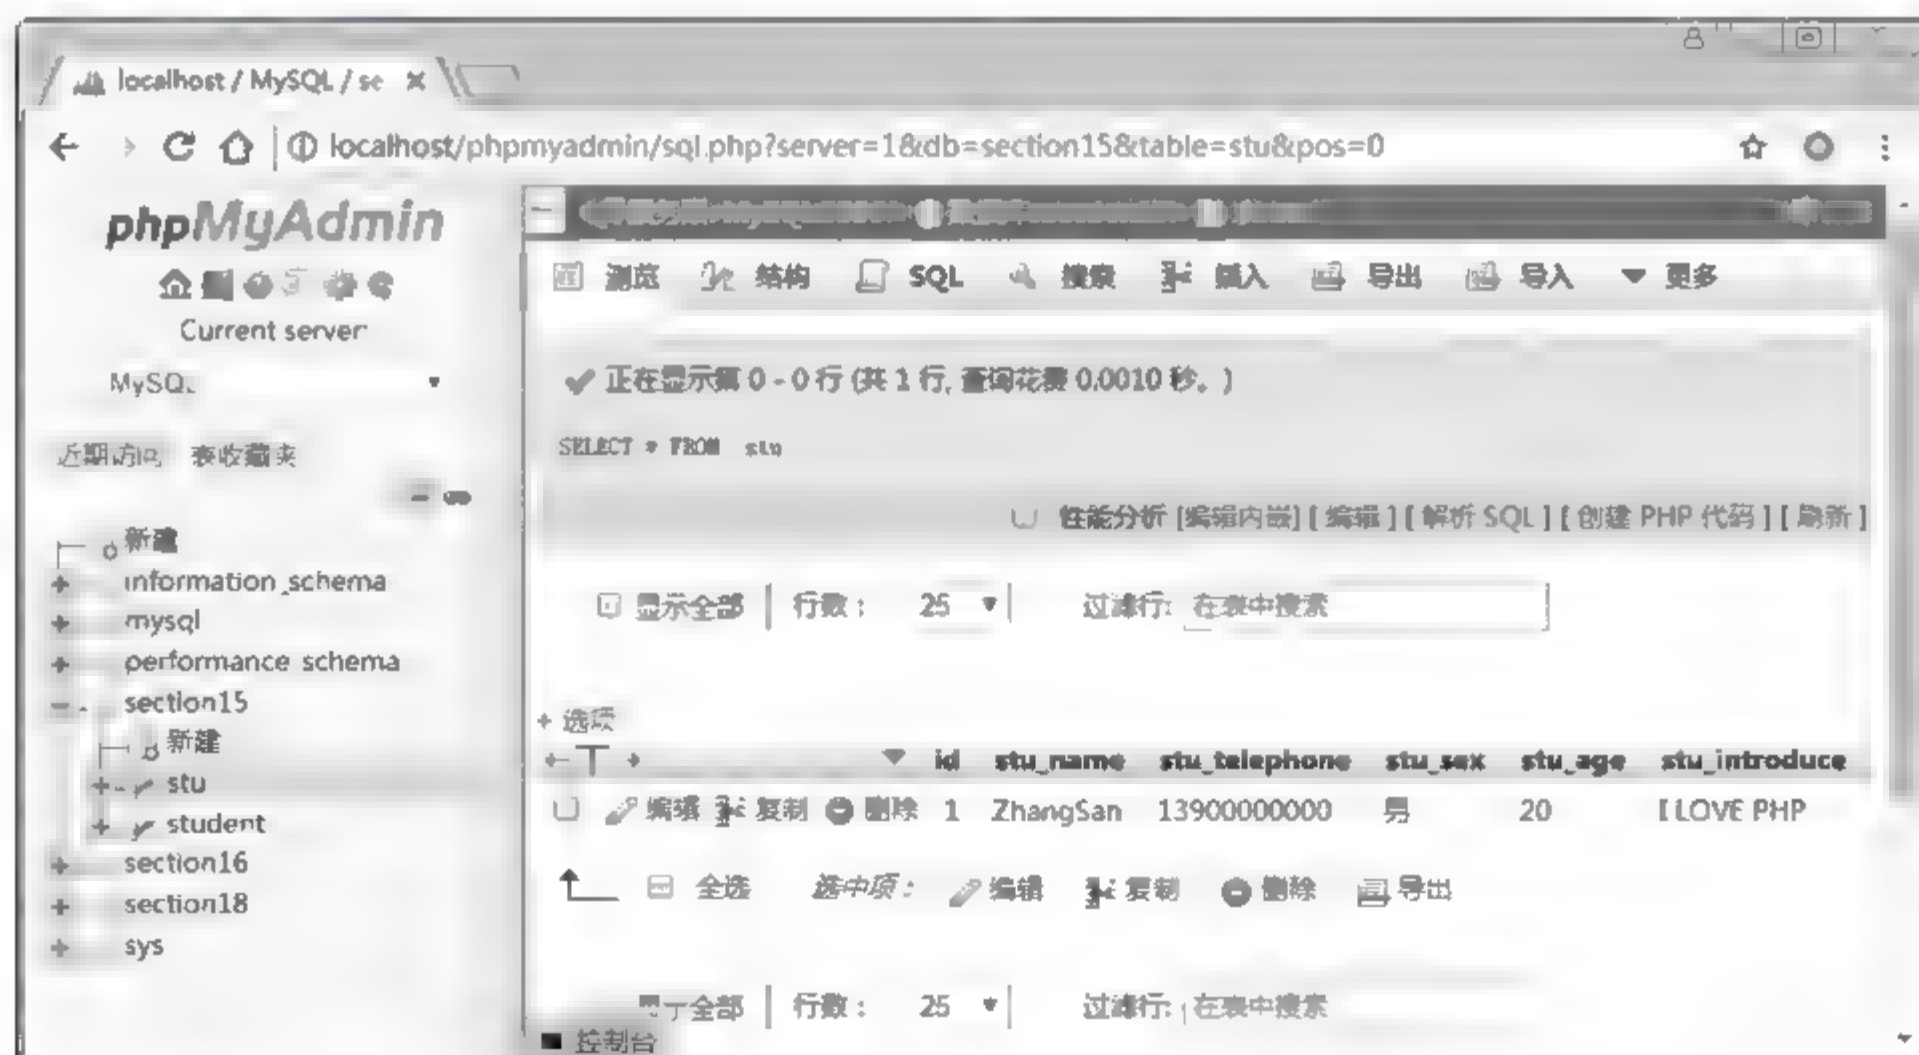 localhost / MySQL / se
localhost/phpmyadmin/sql.php?server=1&db=section15&table=stu&pos=0
phpMyAdmin
Current server:
MySQL
近期访问 表收藏夹
新建
information_schema
mysql
performance_schema
section15
新建
stu
student
section16
section18
sys
浏览 结构 SQL 搜索 插入 导出 导入 更多
正在显示第 0 - 0 行 (共 1 行, 查询花费 0.0010 秒。)
SELECT * FROM stu
性能分析 [编辑内嵌] [ 编辑 ] [ 解析 SQL ] [ 创建 PHP 代码 ] [ 刷新 ]
显示全部 行数： 25 过滤行: 在表中搜索
+ 选项
←T→ id stu_name stu_telephone stu_sex stu_age stu_introduce
编辑 复制 删除 1 ZhangSan 13900000000 男 20 I LOVE PHP
全选 选中项： 编辑 复制 删除 导出
显示全部 行数： 25 过滤行: 在表中搜索
控制台